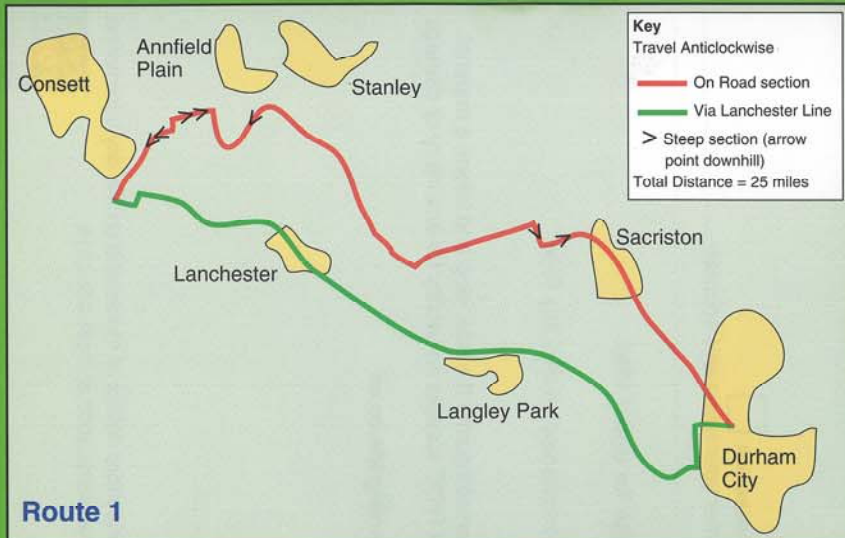 Consett
Annfield
Plain
Stanley
Key
Travel Anticlockwise
On Road section
Via Lanchester Line
> Steep section (arrow
point downhill)
Total Distance = 25 miles
Sacriston
Lanchester
Langley Park
Durham
City
Route 1